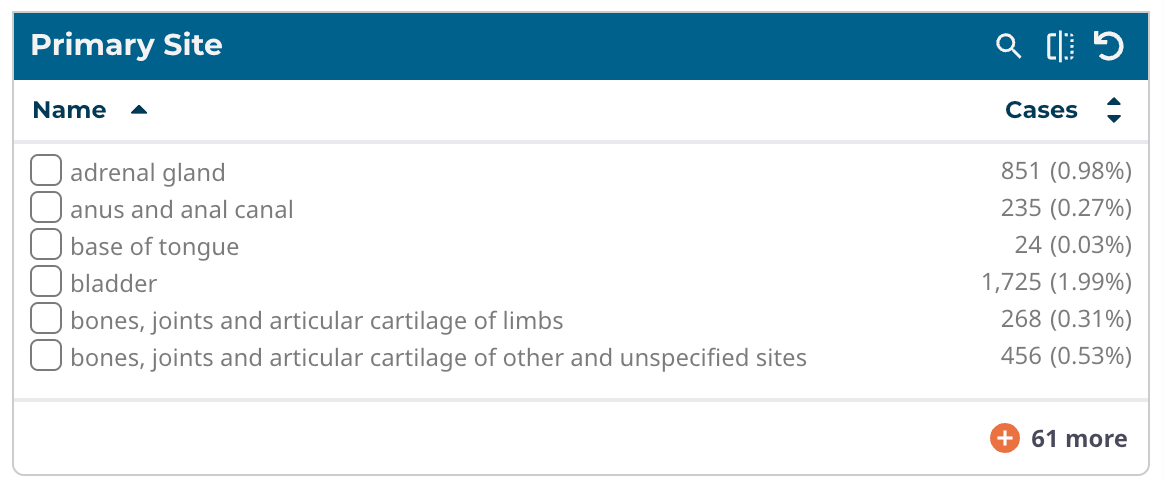 Primary Site
Name Cases
adrenal gland 851 (0.98%)
anus and anal canal 235 (0.27%)
base of tongue 24 (0.03%)
bladder 1,725 (1.99%)
bones, joints and articular cartilage of limbs 268 (0.31%)
bones, joints and articular cartilage of other and unspecified sites 456 (0.53%)
61 more